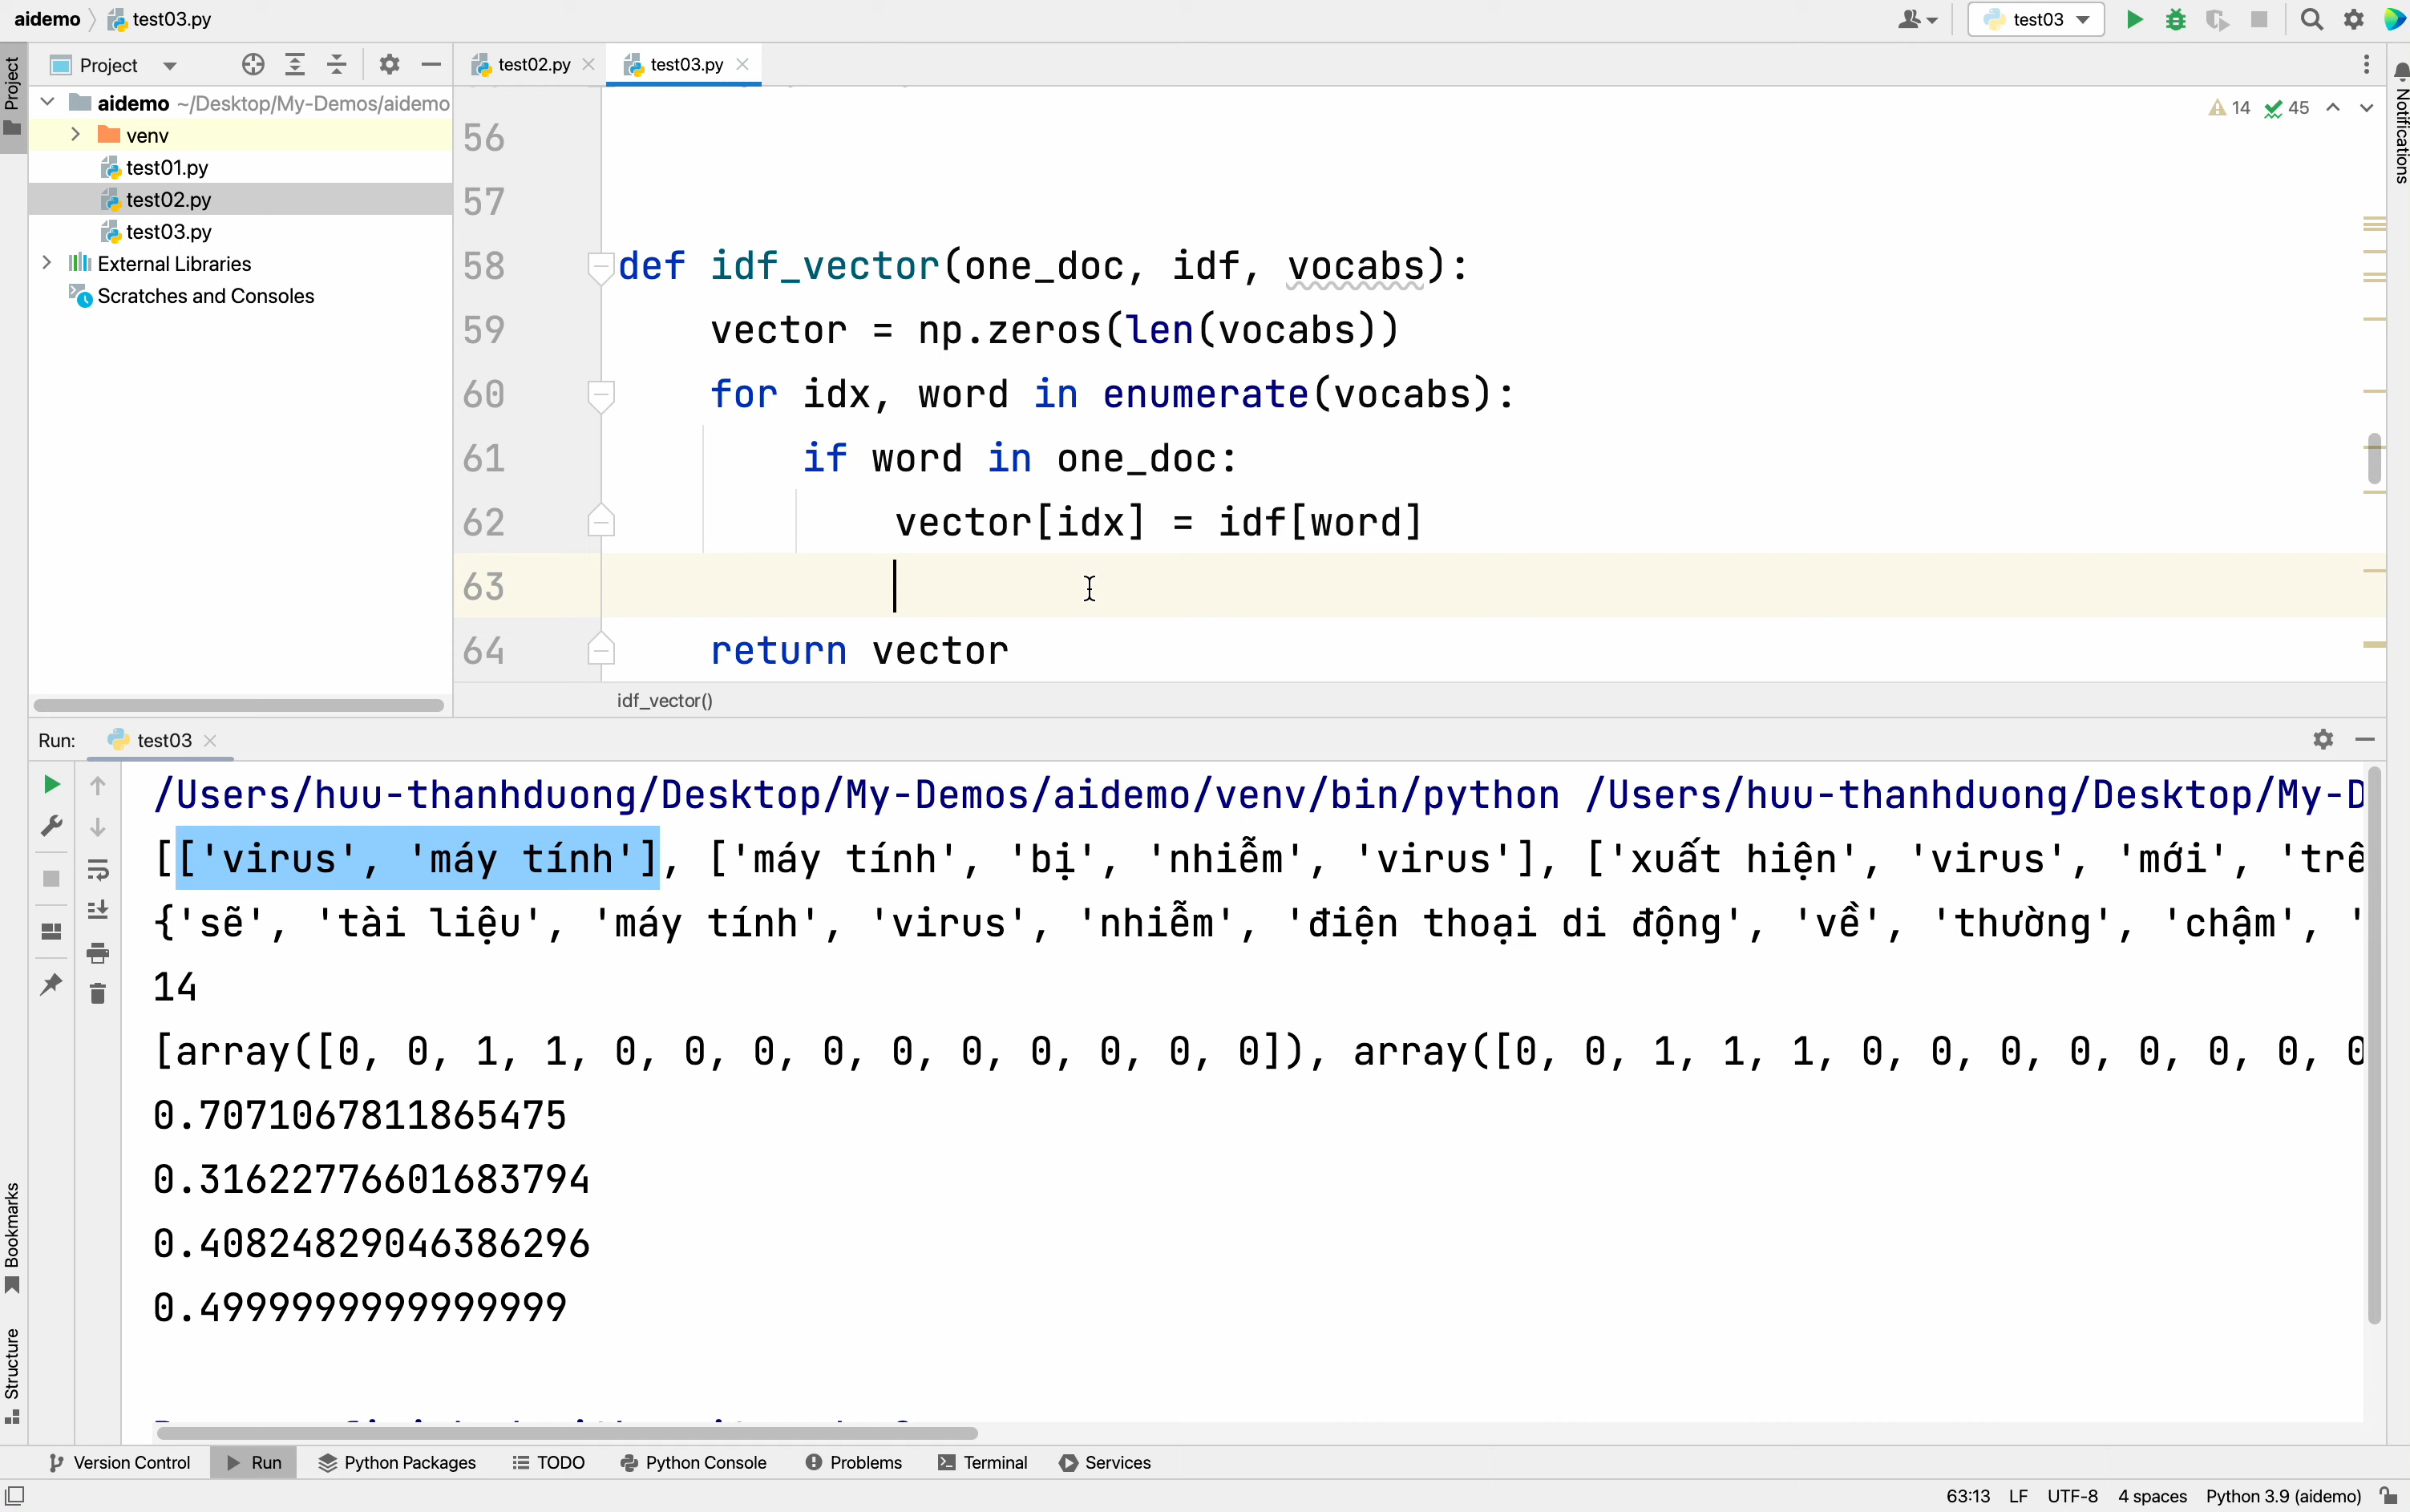 aidemo
test03.py
test03
Project
Project
test02.py
test03.py
14
45
Notifications
aidemo ~/Desktop/My-Demos/aidemo
venv
test01.py
test02.py
test03.py
External Libraries
Scratches and Consoles
56
57
58 def idf_vector(one_doc, idf, vocabs):
59 vector = np.zeros(len(vocabs))
60 for idx, word in enumerate(vocabs):
61 if word in one_doc:
62 vector[idx] = idf[word]
63
64 return vector
idf_vector()
Run: test03
/Users/huu-thanhduong/Desktop/My-Demos/aidemo/venv/bin/python /Users/huu-thanhduong/Desktop/My-D
[['virus', 'máy tính'], ['máy tính', 'bị', 'nhiễm', 'virus'], ['xuất hiện', 'virus', 'mới', 'trê
{'sẽ', 'tài liệu', 'máy tính', 'virus', 'nhiễm', 'điện thoại di động', 'về', 'thường', 'chậm', '
14
[array([0, 0, 1, 1, 0, 0, 0, 0, 0, 0, 0, 0, 0, 0]), array([0, 0, 1, 1, 1, 0, 0, 0, 0, 0, 0, 0, 0
0.7071067811865475
0.31622776601683794
0.40824829046386296
0.4999999999999999
Bookmarks
Structure
Version Control
Run
Python Packages
TODO
Python Console
Problems
Terminal
Services
63:13 LF UTF-8 4 spaces Python 3.9 (aidemo)